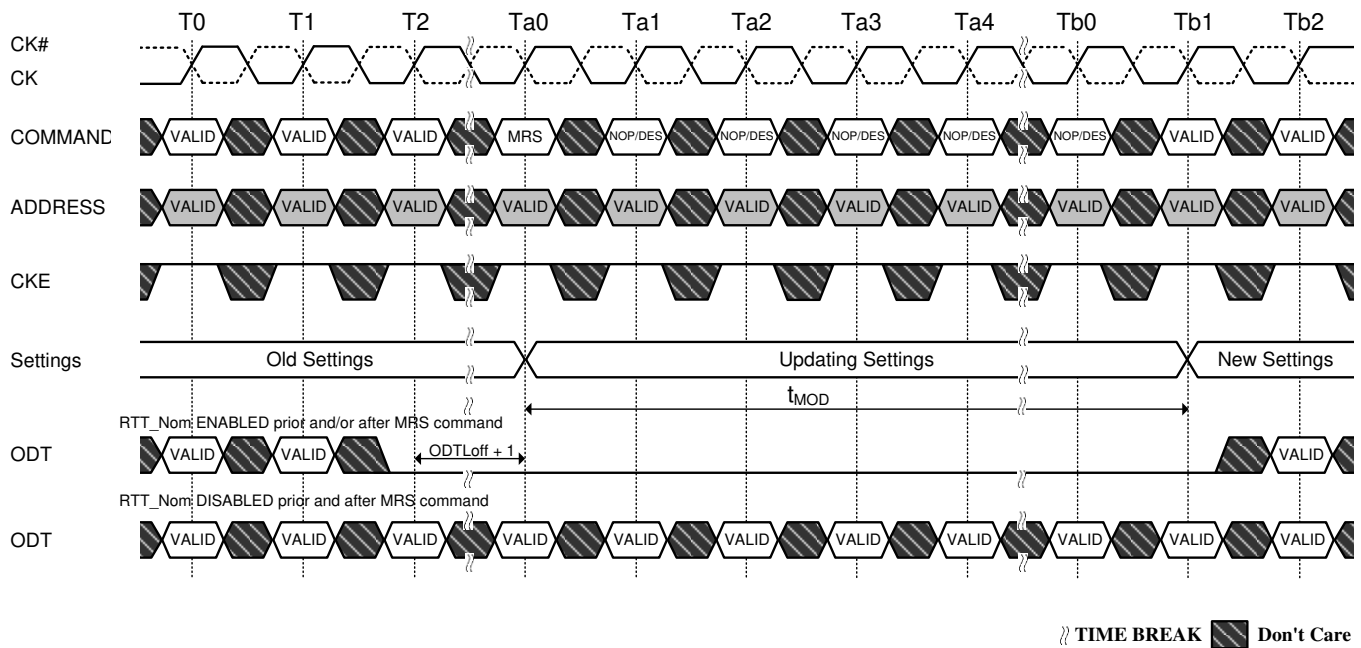 T0 T1 T2 Ta0 Ta1 Ta2 Ta3 Ta4 Tb0 Tb1 Tb2
CK#
CK
COMMAND VALID VALID VALID MRS NOP/DES NOP/DES NOP/DES NOP/DES NOP/DES VALID VALID
ADDRESS VALID VALID VALID VALID VALID VALID VALID VALID VALID VALID VALID
CKE
Settings Old Settings Updating Settings New Settings
tMOD
RTT_Nom ENABLED prior and/or after MRS command
ODT VALID VALID ODTLoff + 1 VALID
RTT_Nom DISABLED prior and after MRS command
ODT VALID VALID VALID VALID VALID VALID VALID VALID VALID VALID VALID
TIME BREAK Don't Care